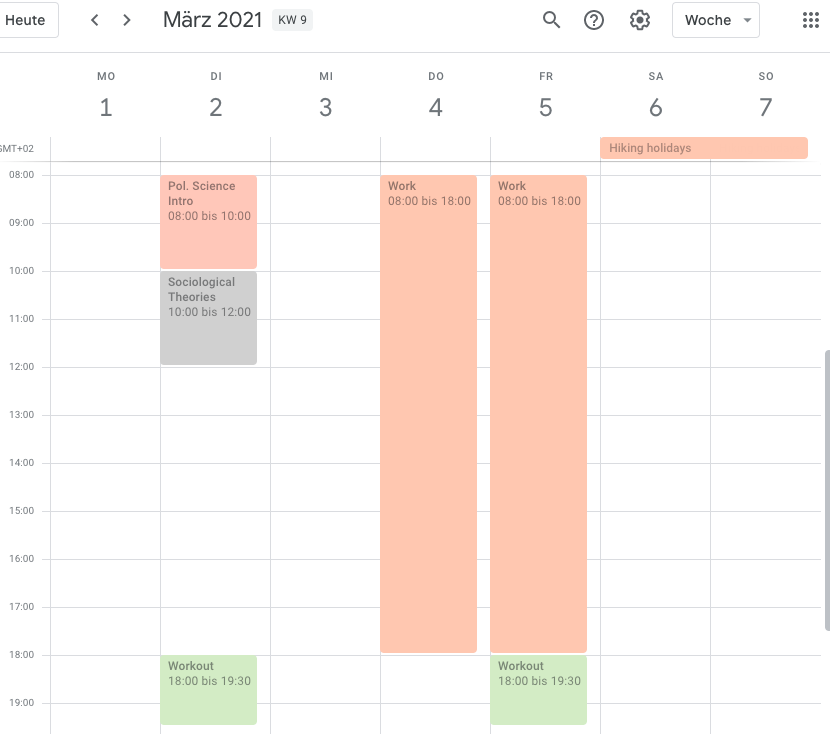 Heute März 2021 KW 9 Woche
MO DI MI DO FR SA SO
1 2 3 4 5 6 7
GMT+02 Hiking holidays
08:00
Pol. Science
Intro
08:00 bis 10:00
Work
08:00 bis 18:00
Work
08:00 bis 18:00
09:00
10:00
Sociological
Theories
10:00 bis 12:00
11:00
12:00
13:00
14:00
15:00
16:00
17:00
18:00
Workout
18:00 bis 19:30
Workout
18:00 bis 19:30
19:00